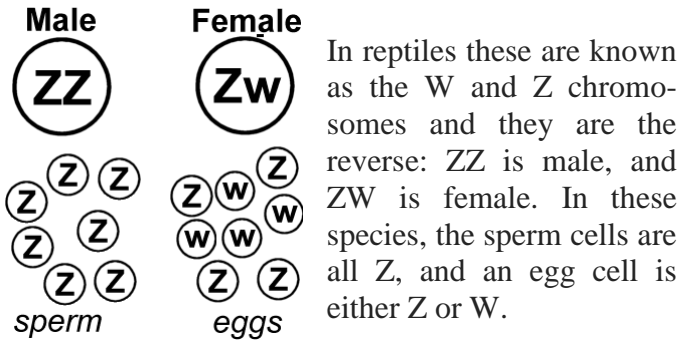 Male Female
ZZ Zw
Z Z Z Z Z Z Z Z
Z w Z w w w Z Z
sperm eggs
In reptiles these are known
as the W and Z chromo-
somes and they are the
reverse: ZZ is male, and
ZW is female. In these
species, the sperm cells are
all Z, and an egg cell is
either Z or W.